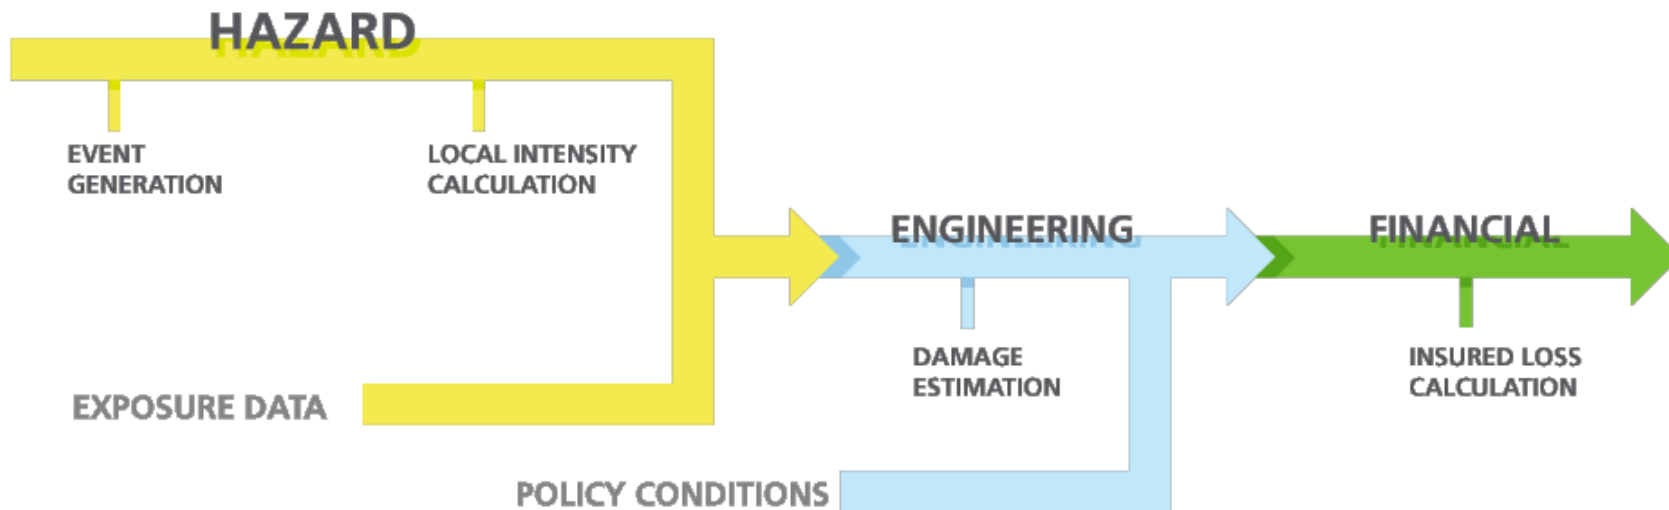 HAZARD
EVENT
GENERATION
LOCAL INTENSITY
CALCULATION
ENGINEERING
FINANCIAL
DAMAGE
ESTIMATION
INSURED LOSS
CALCULATION
EXPOSURE DATA
POLICY CONDITIONS